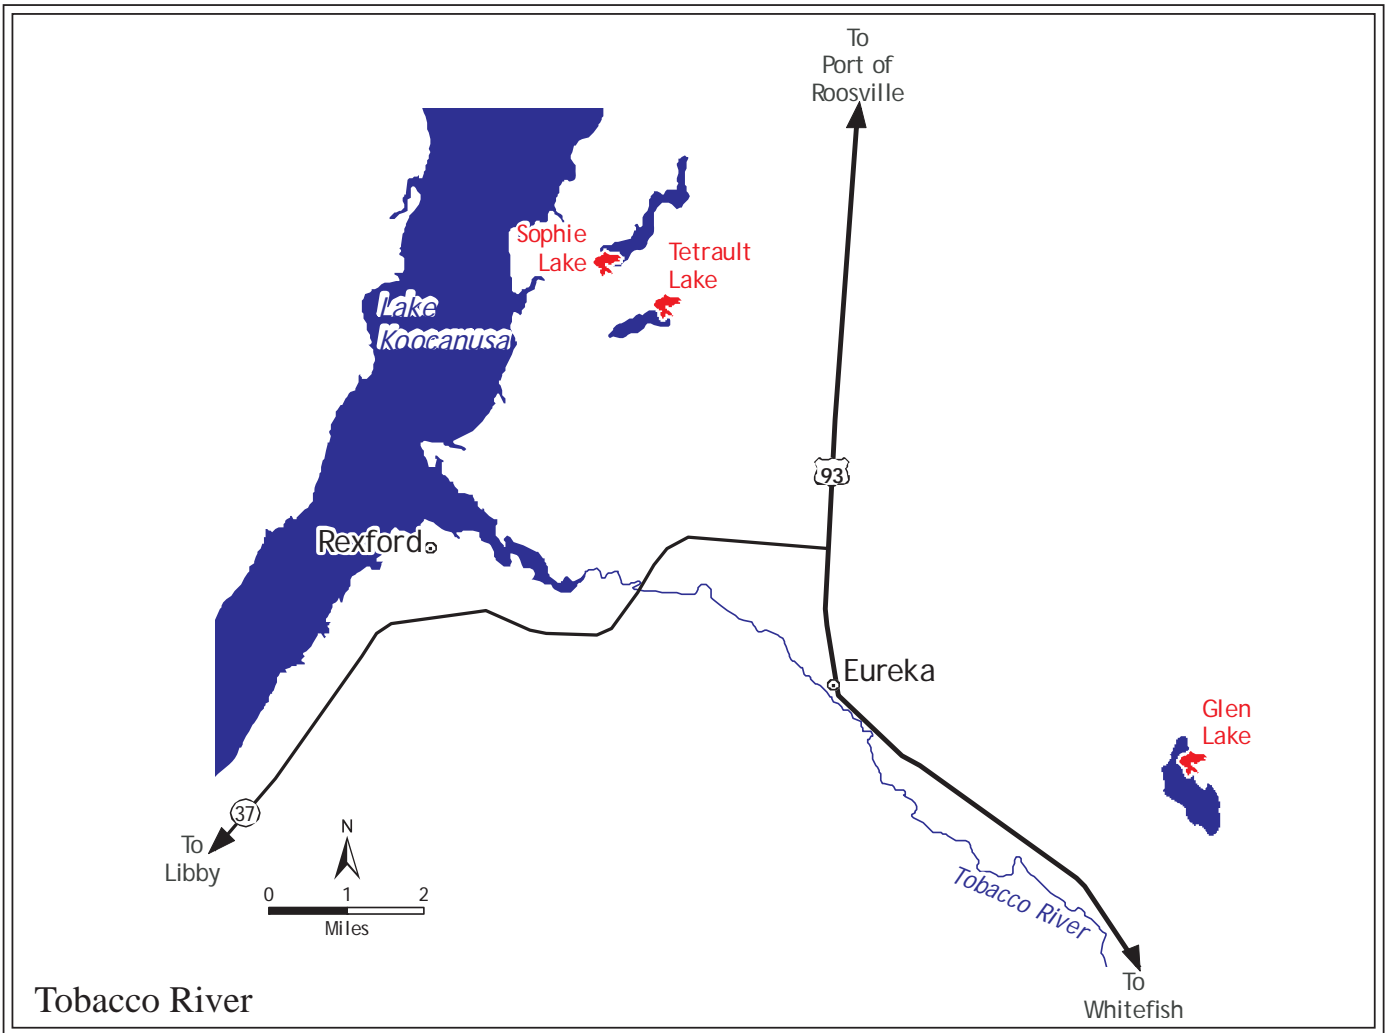 To
Port of
Roosville
Sophie
Lake
Tetrault
Lake
Lake
Koocanusa
93
Rexford
Eureka
Glen
Lake
37
To
Libby
N
0 1 2
Miles
Tobacco River
To
Whitefish
Tobacco River